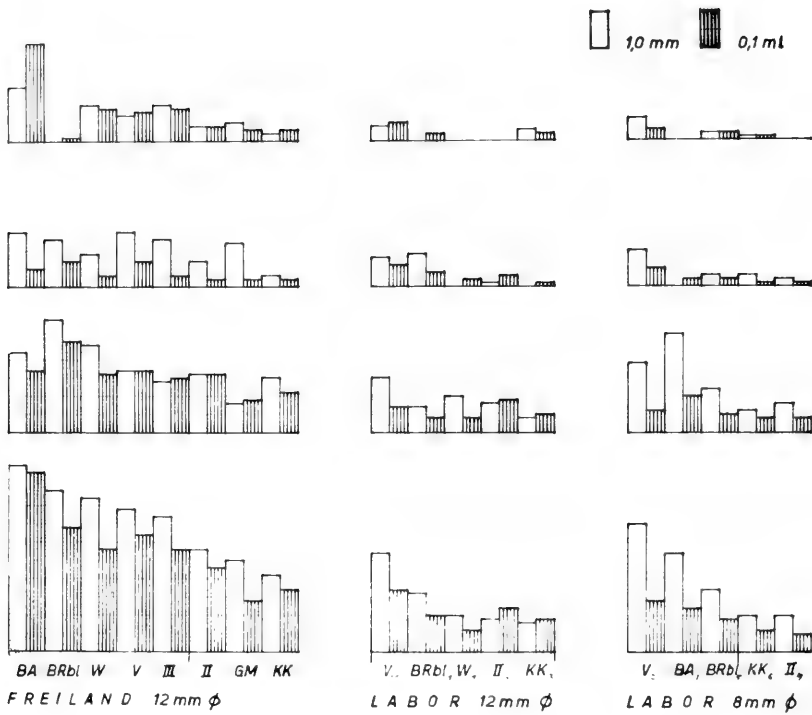 1,0 mm 0,1 ml
BA BRbl W V III II GM KK
V BRbl W II KK
V BA BRbl KK II
FREILAND 12mm ϕ
LABOR 12mm ϕ
LABOR 8mm ϕ